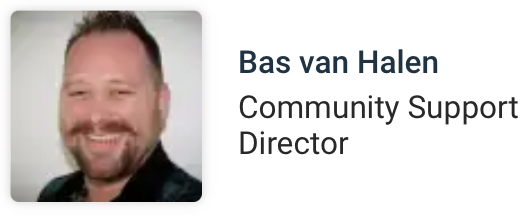 Bas van Halen
Community Support
Director